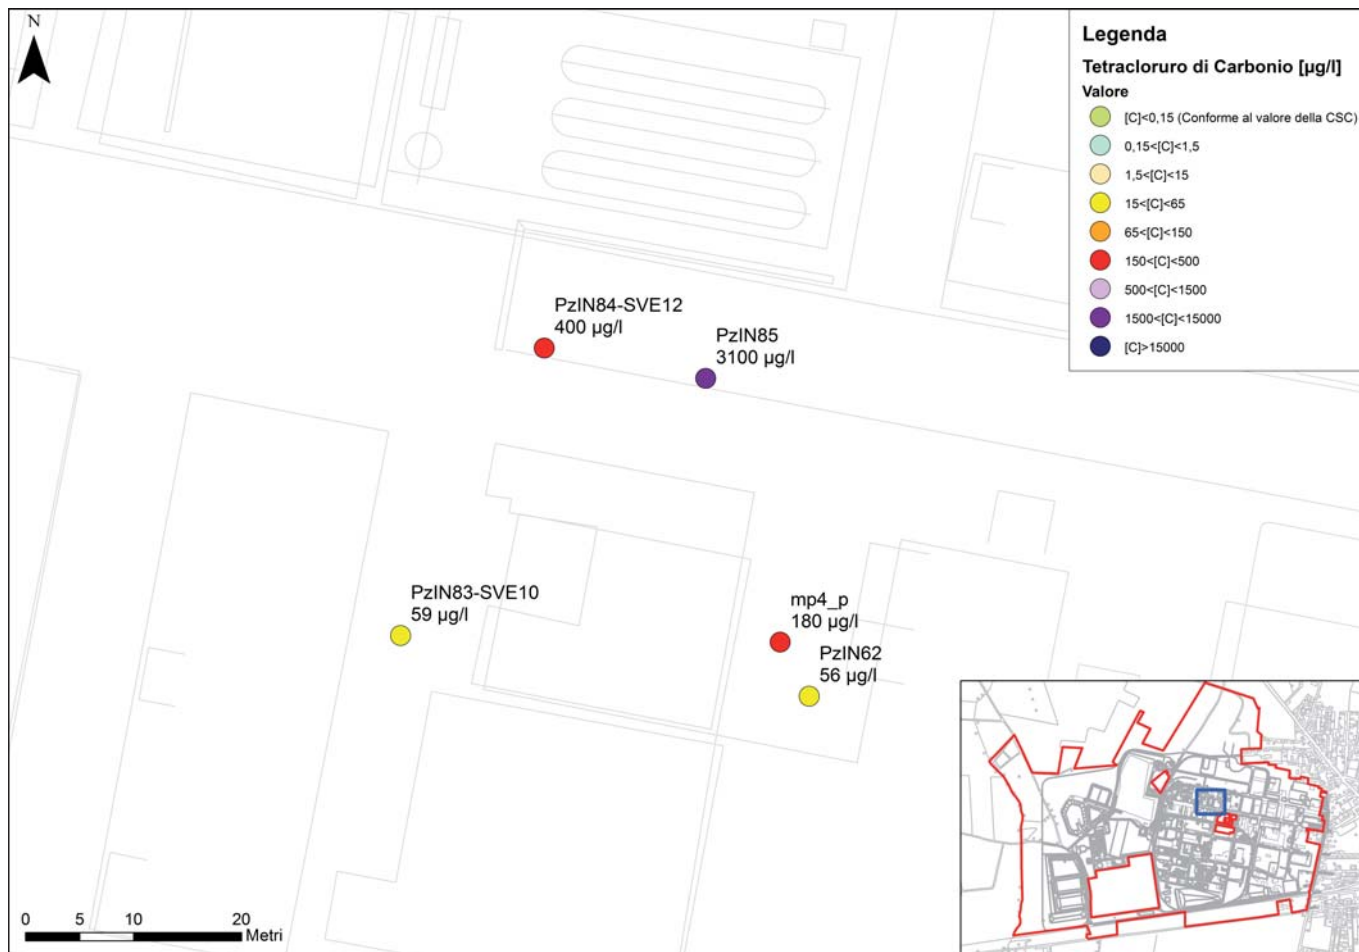 N
Legenda
Tetracloruro di Carbonio [µg/l]
Valore
[C]<0,15 (Conforme al valore della CSC)
0,15<[C]<1,5
1,5<[C]<15
15<[C]<65
65<[C]<150
150<[C]<500
500<[C]<1500
1500<[C]<15000
[C]>15000
PzIN84-SVE12
400 µg/l
PzIN85
3100 µg/l
PzIN83-SVE10
59 µg/l
mp4_p
180 µg/l
PzIN62
56 µg/l
0 5 10 20
Metri